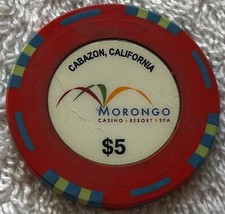 CABAZON, CALIFORNIA
MORONGO
CASINO • RESORT • SPA
$5